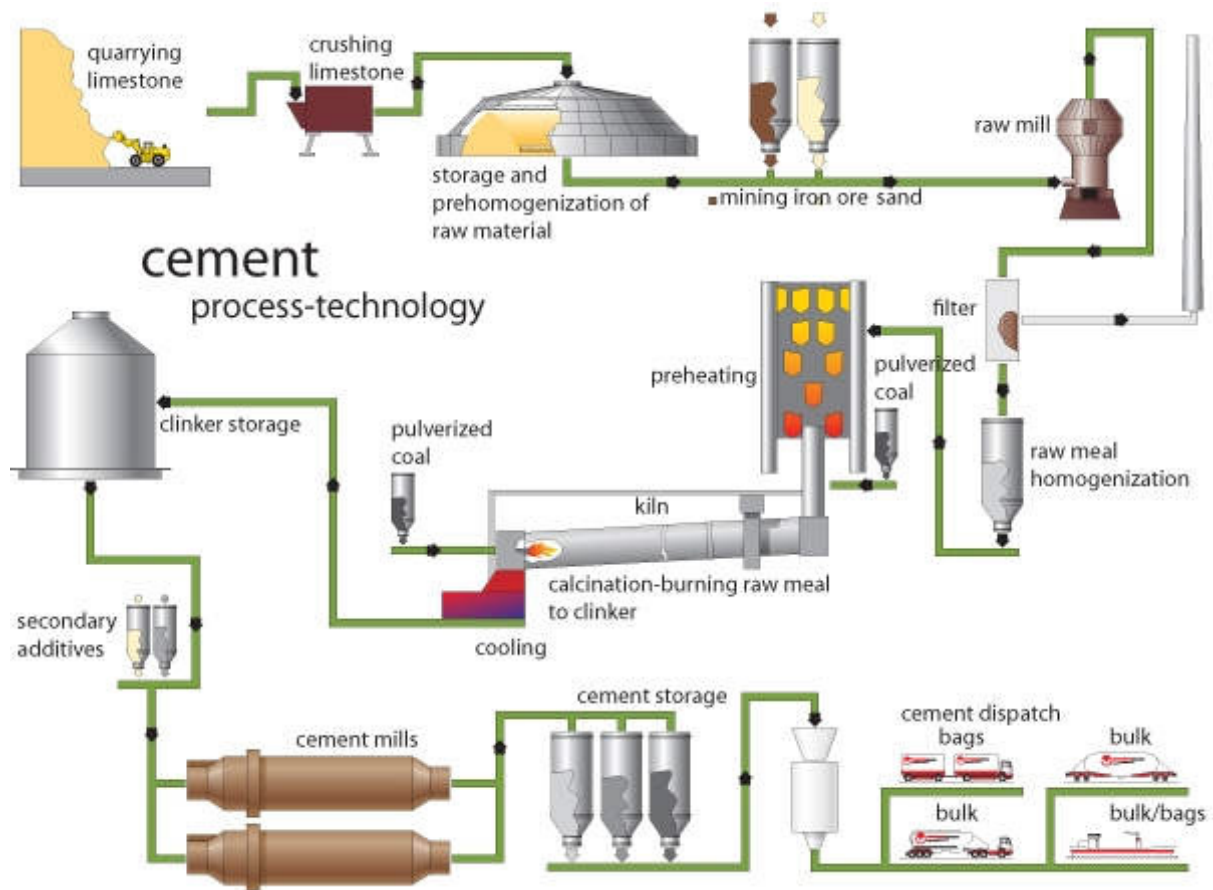 quarrying
limestone
crushing
limestone
raw mill
storage and
prehomogenization of
raw material
mining iron ore sand
cement
process-technology
filter
preheating
pulverized
coal
clinker storage
pulverized
coal
raw meal
homogenization
kiln
calcination-burning raw meal
to clinker
cooling
secondary
additives
cement storage
cement mills
cement dispatch
bags
bulk
bulk
bulk/bags